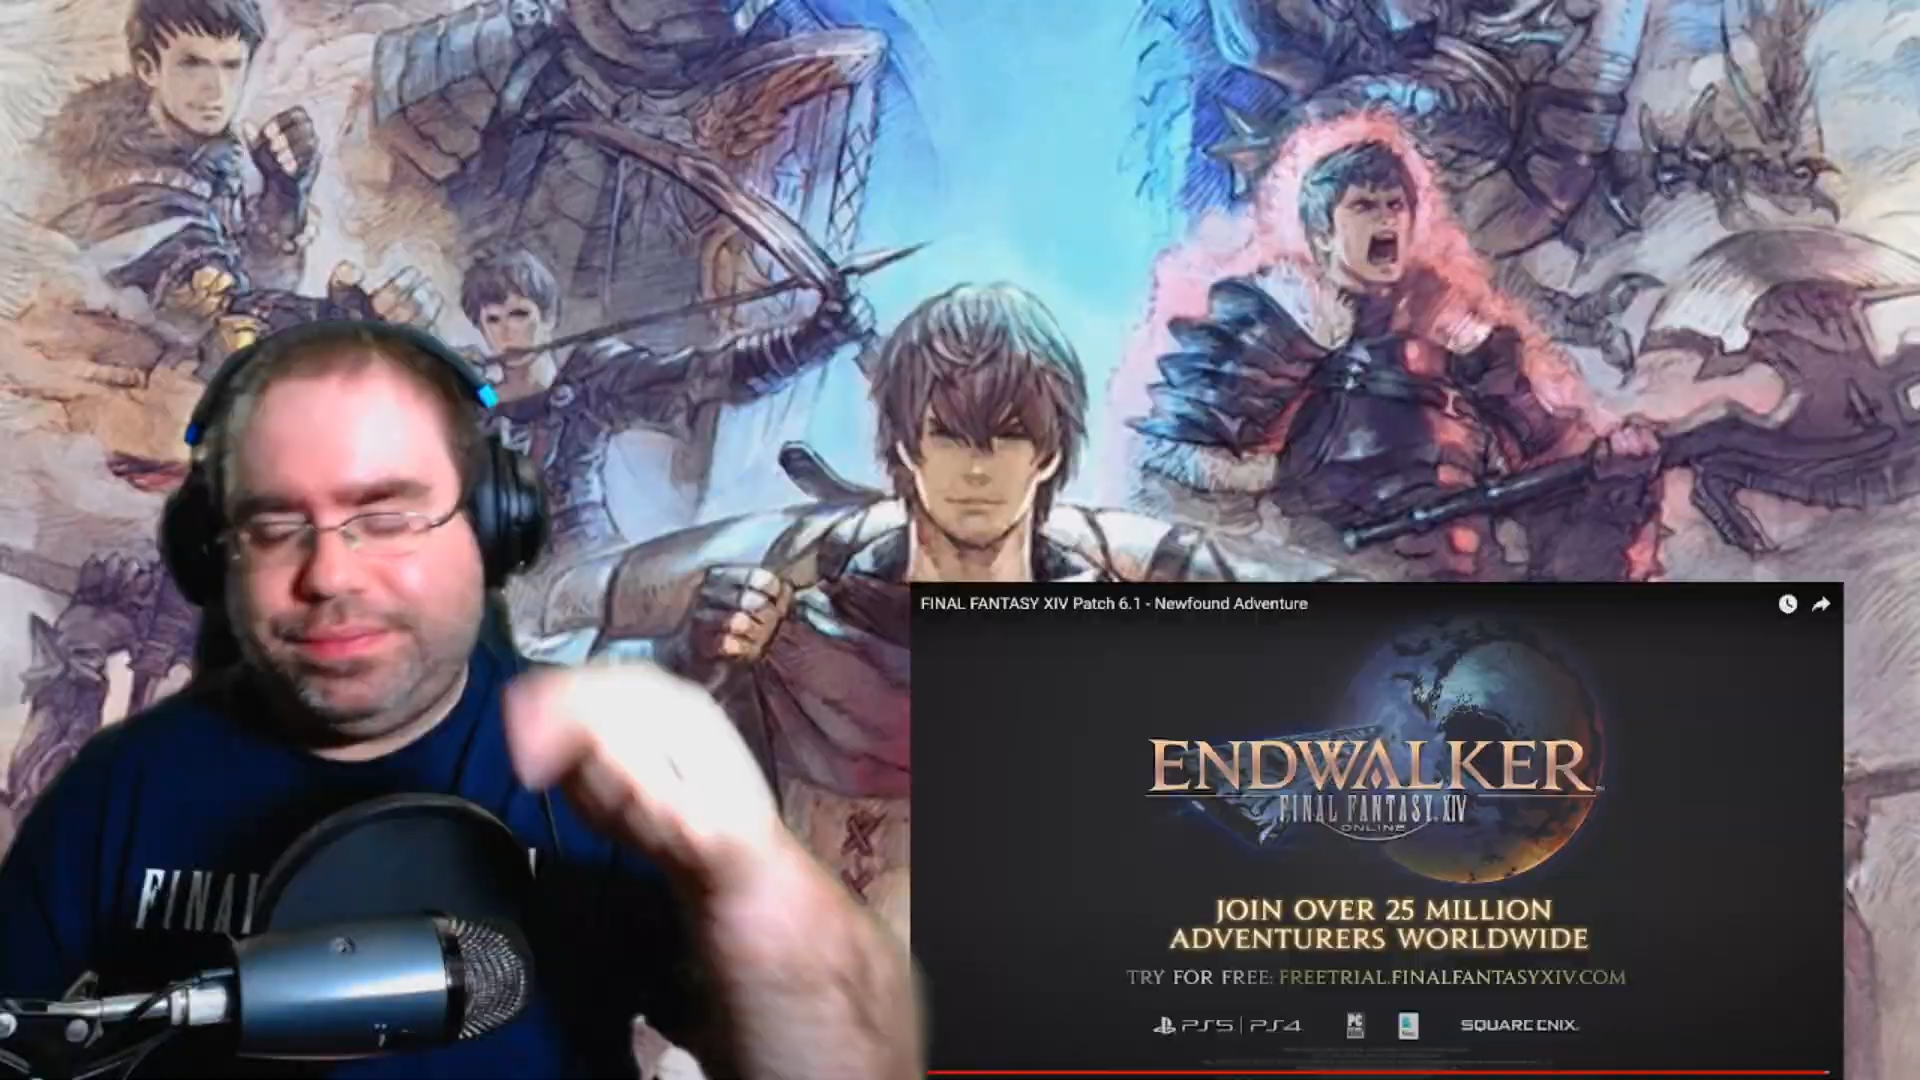 FINAL FANTASY XIV Patch 6.1 - Newfound Adventure
ENDWALKER
FINAL FANTASY XIV
ONLINE
JOIN OVER 25 MILLION
ADVENTURERS WORLDWIDE
TRY FOR FREE: FREETRIAL.FINALFANTASYXIV.COM
PS5 | PS4 PC SQUARE ENIX
FINAL